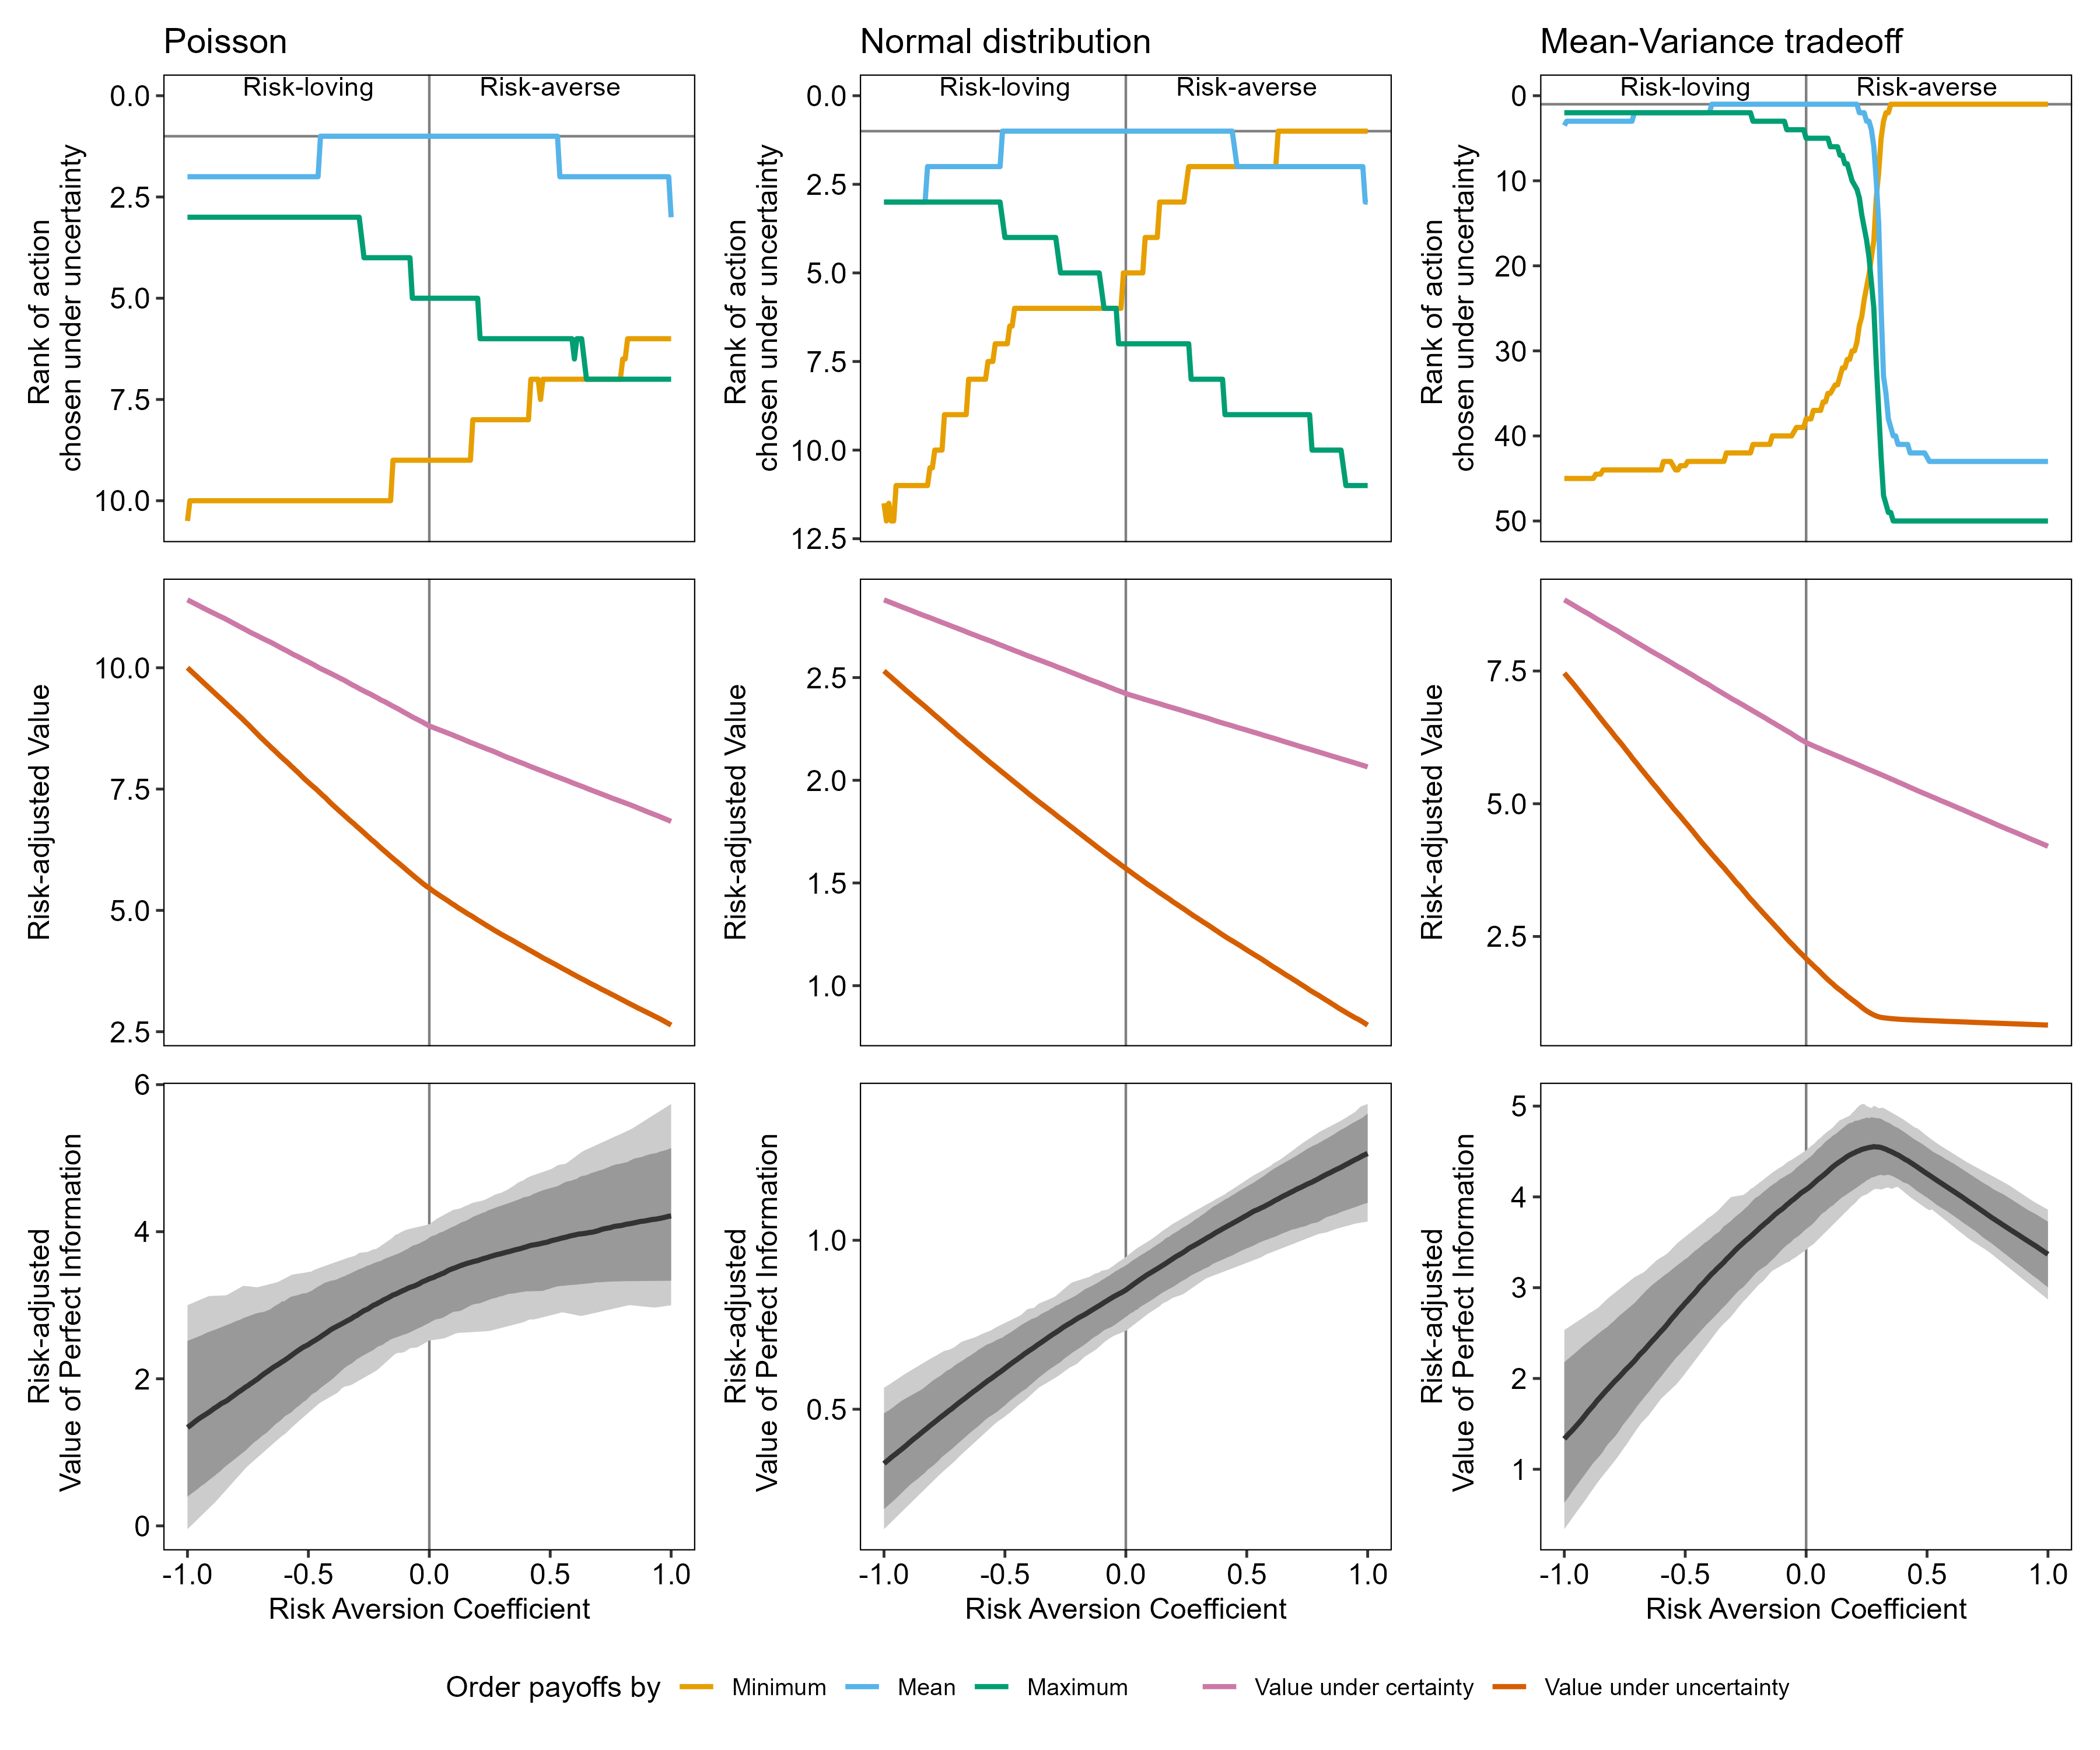 Poisson
Normal distribution
Mean-Variance tradeoff
Risk-loving
Risk-averse
Risk-loving
Risk-averse
Risk-loving
Risk-averse
Rank of action
chosen under uncertainty
0.0
2.5
5.0
7.5
10.0
Rank of action
chosen under uncertainty
0.0
2.5
5.0
7.5
10.0
12.5
Rank of action
chosen under uncertainty
0
10
20
30
40
50
Risk-adjusted Value
10.0
7.5
5.0
2.5
Risk-adjusted Value
2.5
2.0
1.5
1.0
Risk-adjusted Value
7.5
5.0
2.5
Risk-adjusted
Value of Perfect Information
6
4
2
0
Risk-adjusted
Value of Perfect Information
1.0
0.5
Risk-adjusted
Value of Perfect Information
5
4
3
2
1
-1.0 -0.5 0.0 0.5 1.0
-1.0 -0.5 0.0 0.5 1.0
-1.0 -0.5 0.0 0.5 1.0
Risk Aversion Coefficient
Risk Aversion Coefficient
Risk Aversion Coefficient
Order payoffs by Minimum Mean Maximum Value under certainty Value under uncertainty